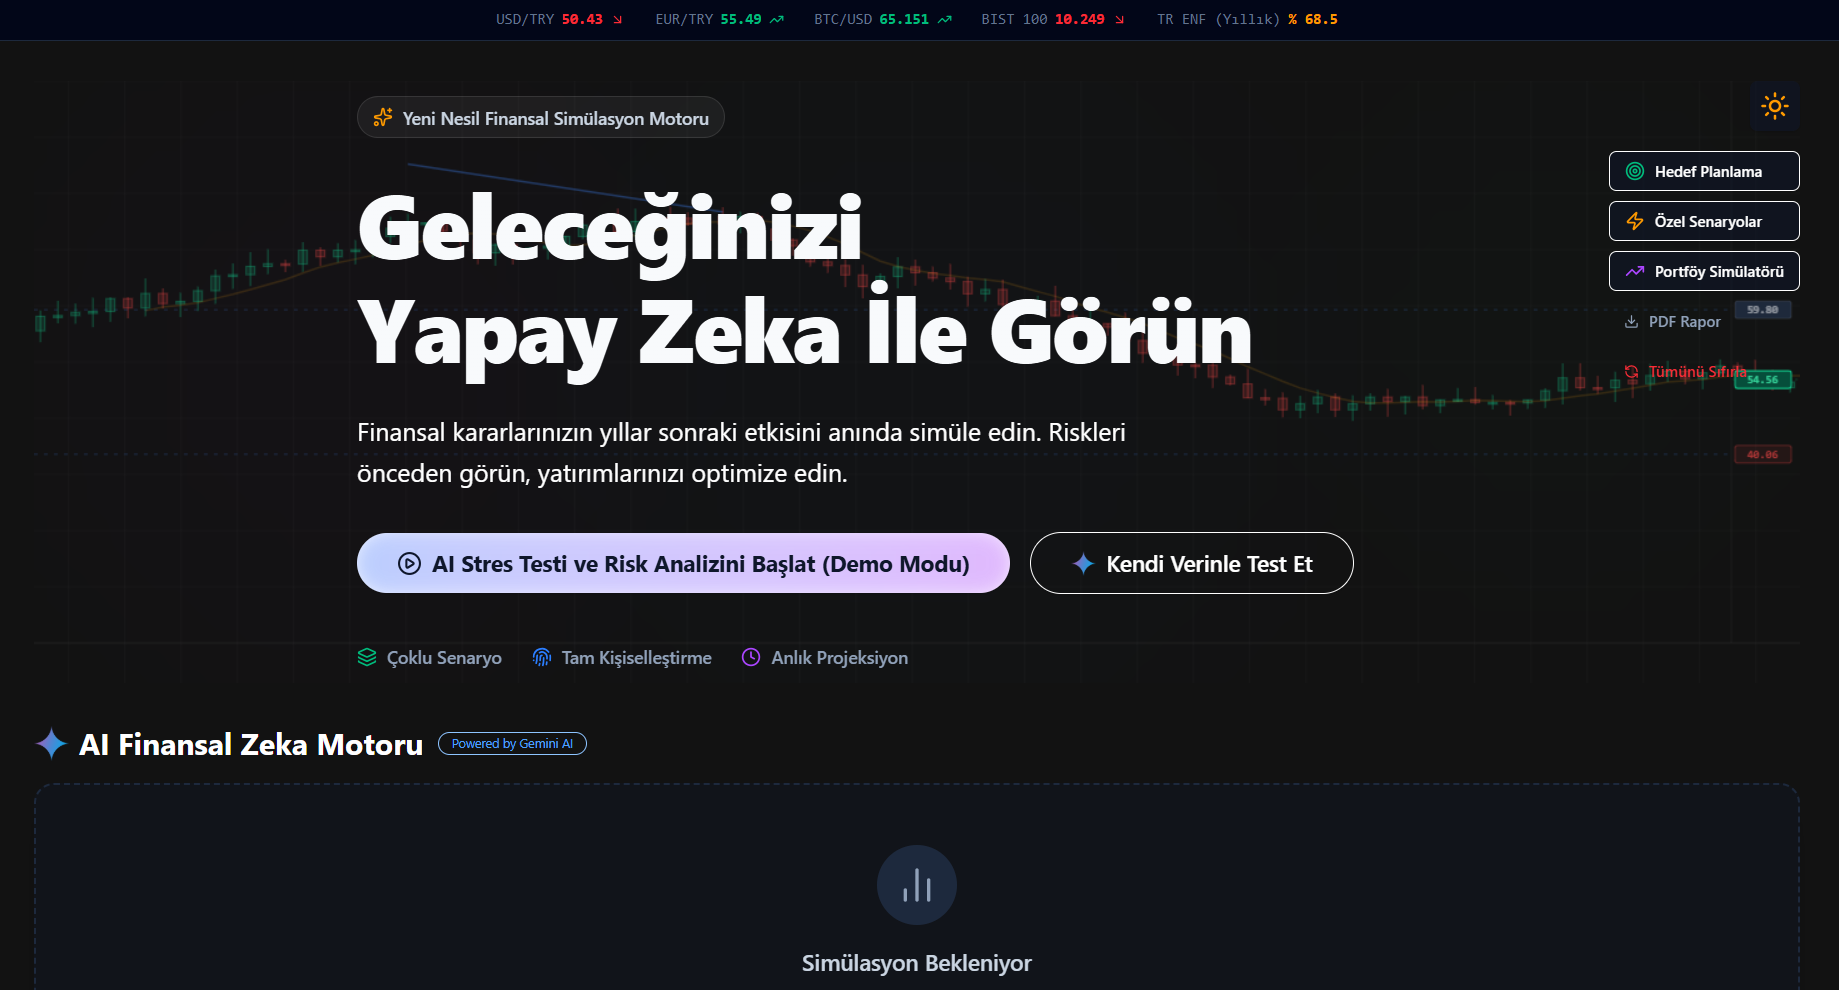 USD/TRY 50.43 EUR/TRY 55.49 BTC/USD 65.151 BIST 100 10.249 TR ENF (Yıllık) % 68.5
Yeni Nesil Finansal Simülasyon Motoru
Geleceğinizi
Yapay Zeka İle Görün
Finansal kararlarınızın yıllar sonraki etkisini anında simüle edin. Riskleri
önceden görün, yatırımlarınızı optimize edin.
AI Stres Testi ve Risk Analizini Başlat (Demo Modu)
Kendi Verinle Test Et
Çoklu Senaryo
Tam Kişiselleştirme
Anlık Projeksiyon
Hedef Planlama
Özel Senaryolar
Portföy Simülatörü
59.80
PDF Rapor
Tümünü Sıfırla
54.56
40.06
AI Finansal Zeka Motoru
Powered by Gemini AI
Simülasyon Bekleniyor